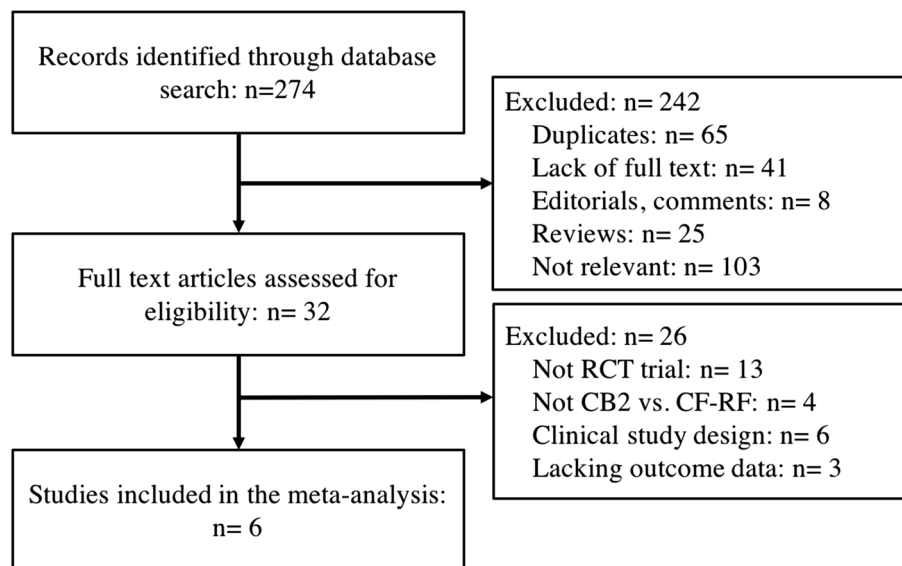 Records identified through database
search: n=274
Excluded: n= 242
Duplicates: n= 65
Lack of full text: n= 41
Editorials, comments: n= 8
Reviews: n= 25
Not relevant: n= 103
Full text articles assessed for
eligibility: n= 32
Excluded: n= 26
Not RCT trial: n= 13
Not CB2 vs. CF-RF: n= 4
Clinical study design: n= 6
Lacking outcome data: n= 3
Studies included in the meta-analysis:
n= 6